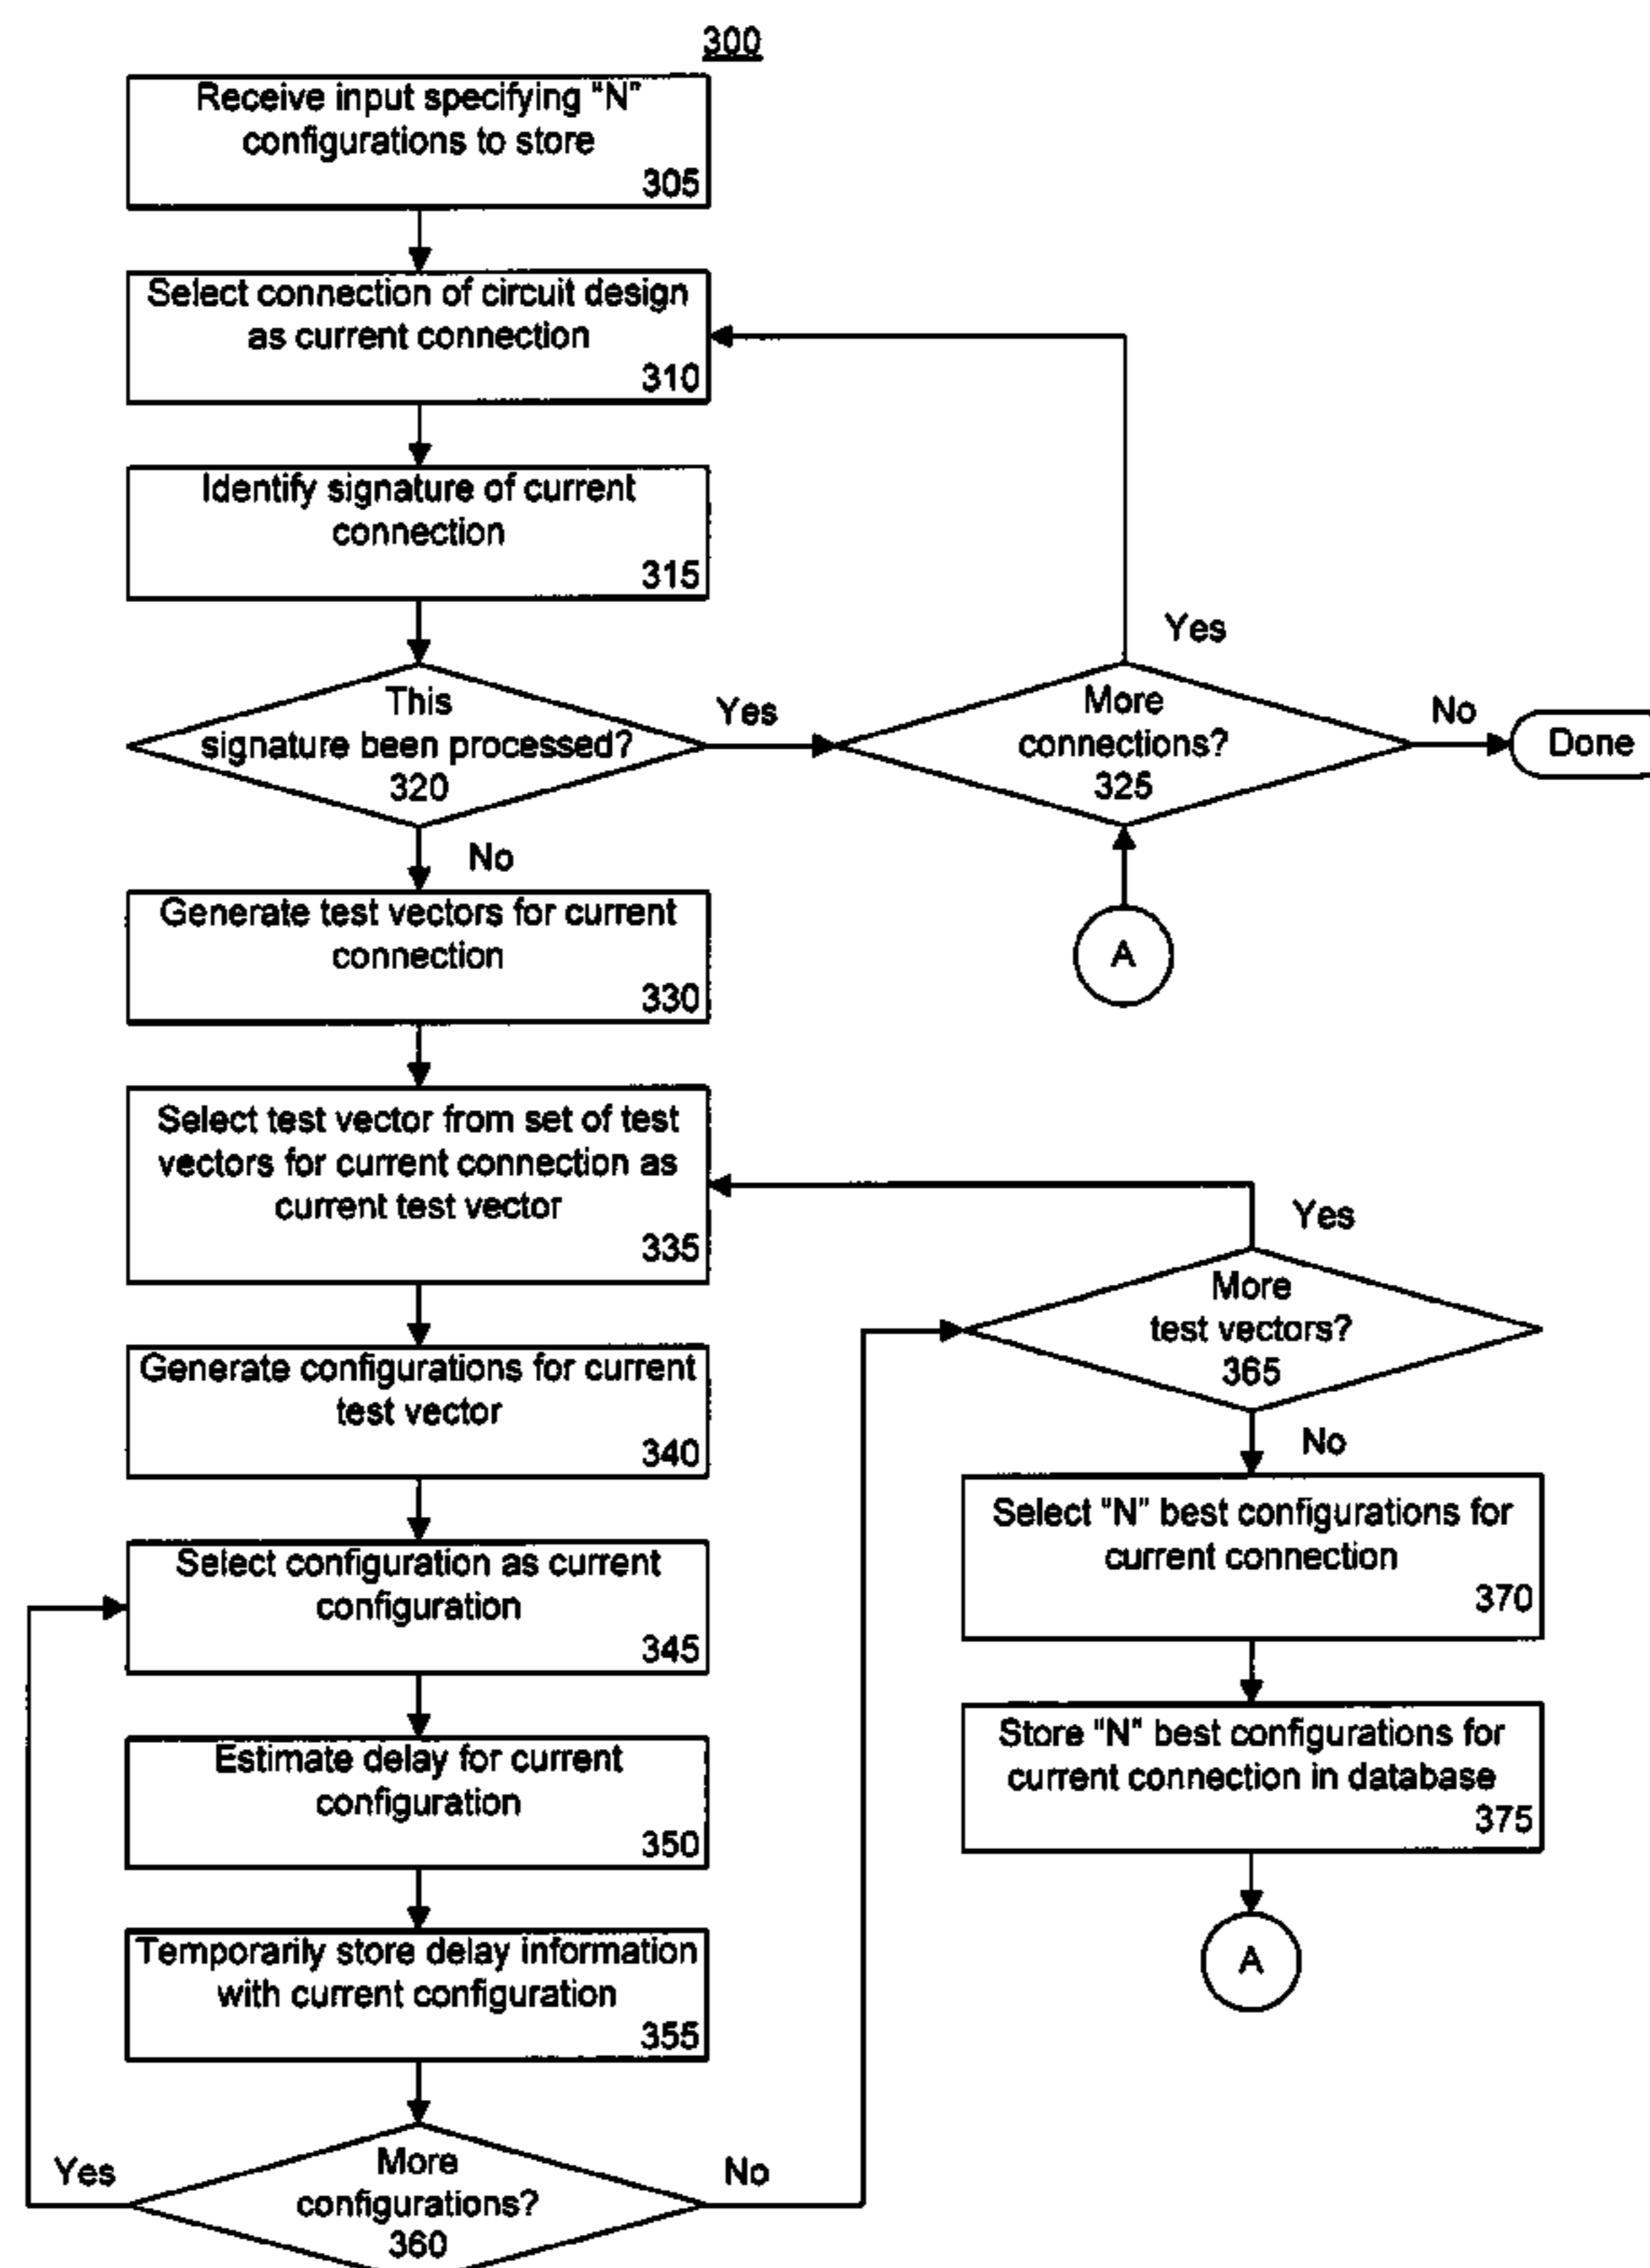 300
Receive input specifying "N"
configurations to store
305
Select connection of circuit design
as current connection
310
Identify signature of current
connection
315
This
signature been processed?
320
Yes
No
More
connections?
325
Yes
No
Done
A
Generate test vectors for current
connection
330
Select test vector from set of test
vectors for current connection as
current test vector
335
Generate configurations for current
test vector
340
Select configuration as current
configuration
345
Estimate delay for current
configuration
350
Temporarily store delay information
with current configuration
355
More
configurations?
360
Yes
No
More
test vectors?
365
Yes
No
Select "N" best configurations for
current connection
370
Store "N" best configurations for
current connection in database
375
A